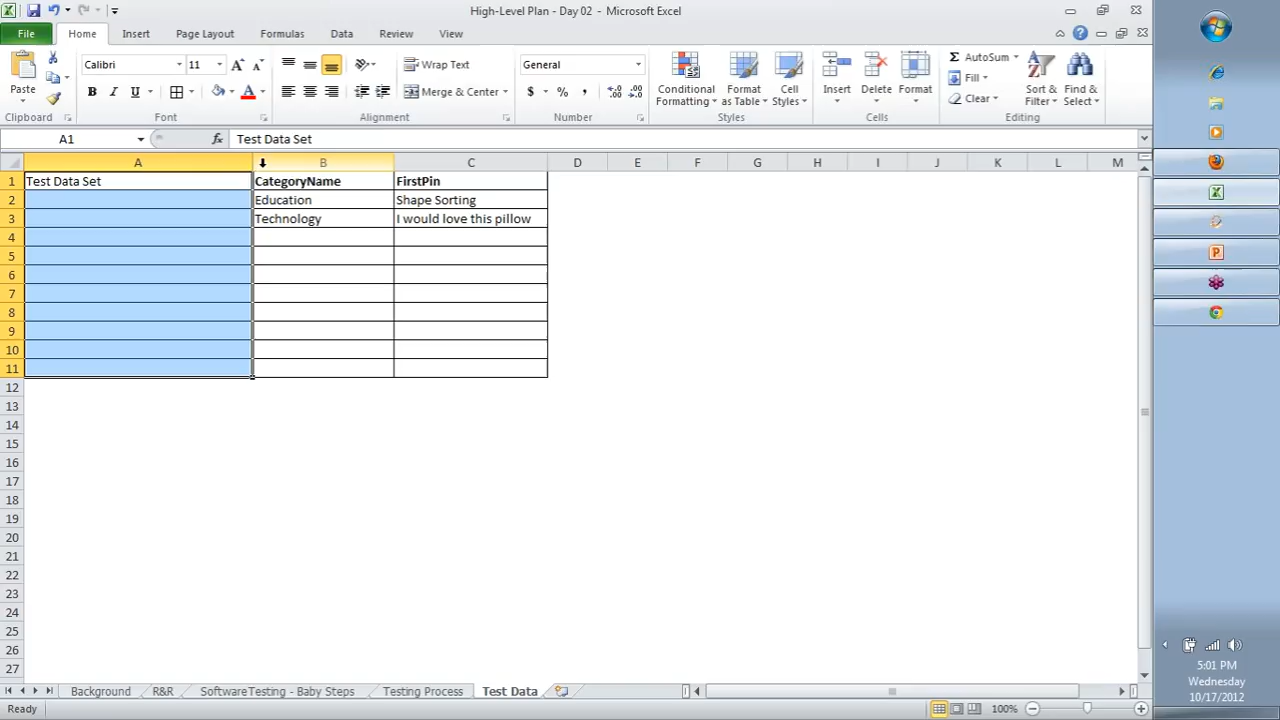 High-Level Plan - Day 02 - Microsoft Excel
File Home Insert Page Layout Formulas Data Review View
Calibri 11 Wrap Text General AutoSum
Paste B I U Merge & Center $ % , Conditional Formatting Format as Table Cell Styles Insert Delete Format Fill Clear Sort & Filter Find & Select
Clipboard Font Alignment Number Styles Cells Editing
A1 fx Test Data Set
A B C D E F G H I J K L M
1 Test Data Set CategoryName FirstPin
2 Education Shape Sorting
3 Technology I would love this pillow
4
5
6
7
8
9
10
11
12
13
14
15
16
17
18
19
20
21
22
23
24
25
26
27
Background R&R SoftwareTesting - Baby Steps Testing Process Test Data
Ready 100%
5:01 PM
Wednesday
10/17/2012